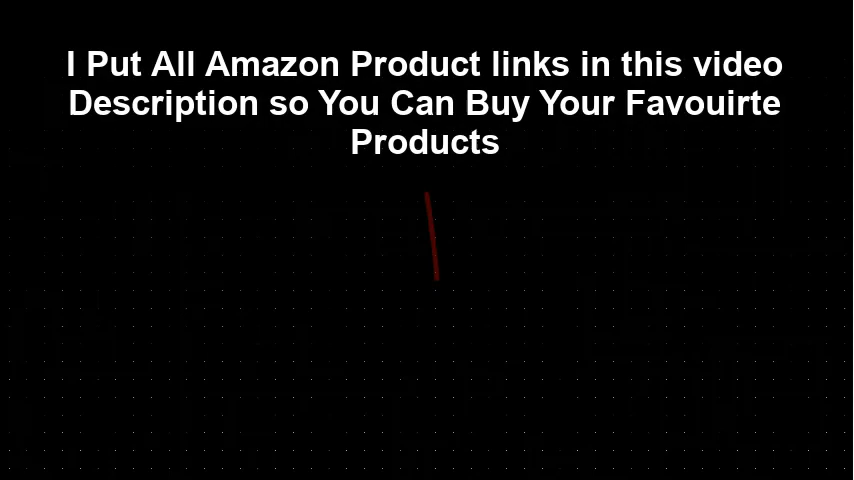 I Put All Amazon Product links in this video
Description so You Can Buy Your Favouirte
Products